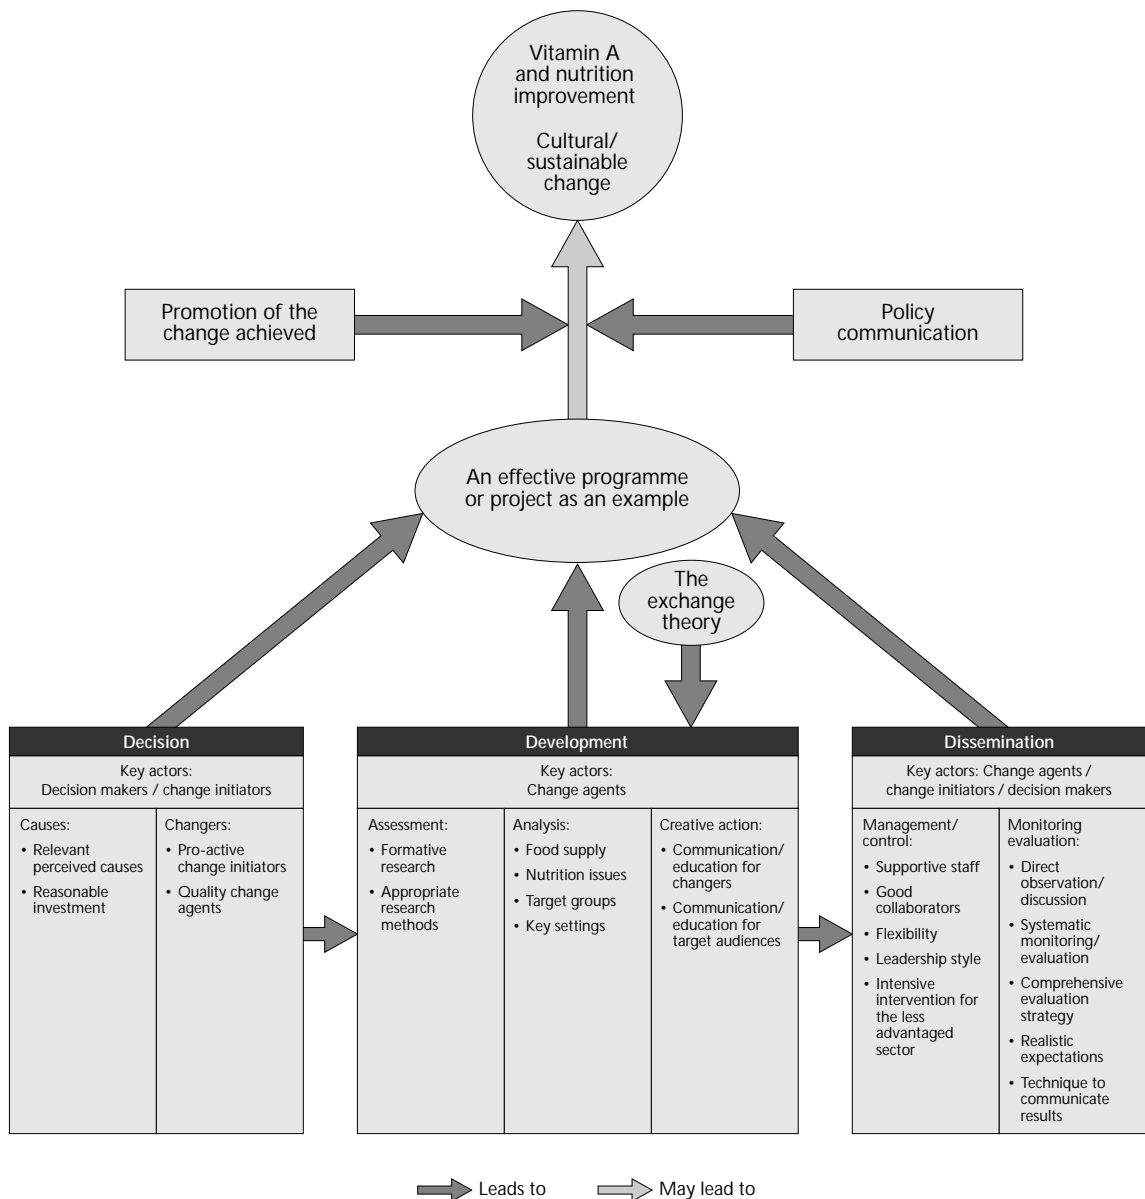 Vitamin A
and nutrition
improvement
Cultural/
sustainable
change
Promotion of the
change achieved
Policy
communication
An effective programme
or project as an example
The
exchange
theory
Decision
Key actors:
Decision makers / change initiators
Causes:
• Relevant
perceived causes
• Reasonable
investment
Changers:
• Pro-active
change initiators
• Quality change
agents
Development
Key actors:
Change agents
Assessment:
• Formative
research
• Appropriate
research
methods
Analysis:
• Food supply
• Nutrition issues
• Target groups
• Key settings
Creative action:
• Communication/
education for
changers
• Communication/
education for
target audiences
Dissemination
Key actors: Change agents /
change initiators / decision makers
Management/
control:
• Supportive staff
• Good
collaborators
• Flexibility
• Leadership style
• Intensive
intervention for
the less
advantaged
sector
Monitoring
evaluation:
• Direct
observation/
discussion
• Systematic
monitoring/
evaluation
• Comprehensive
evaluation
strategy
• Realistic
expectations
• Technique to
communicate
results
Leads to
May lead to